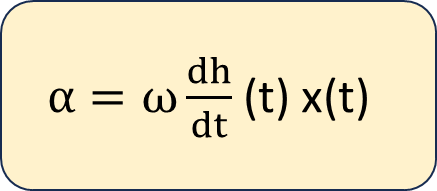 α = ω dh/dt (t) x(t)